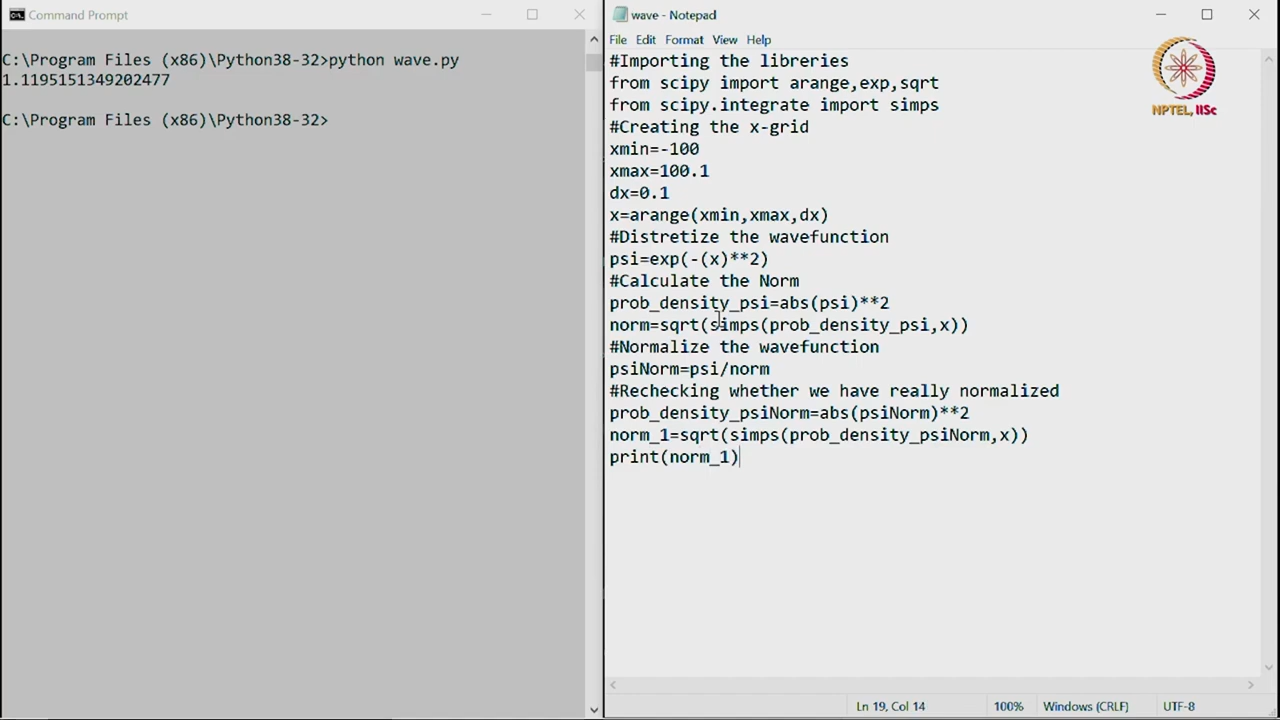 Command Prompt
C:\Program Files (x86)\Python38-32>python wave.py
1.1195151349202477
C:\Program Files (x86)\Python38-32>
wave - Notepad
File Edit Format View Help
#Importing the libreries
from scipy import arange,exp,sqrt
from scipy.integrate import simps
#Creating the x-grid
xmin=-100
xmax=100.1
dx=0.1
x=arange(xmin,xmax,dx)
#Distretize the wavefunction
psi=exp(-(x)**2)
#Calculate the Norm
prob_density_psi=abs(psi)**2
norm=sqrt(simps(prob_density_psi,x))
#Normalize the wavefunction
psiNorm=psi/norm
#Rechecking whether we have really normalized
prob_density_psiNorm=abs(psiNorm)**2
norm_1=sqrt(simps(prob_density_psiNorm,x))
print(norm_1)
NPTEL, IISc
Ln 19, Col 14 100% Windows (CRLF) UTF-8